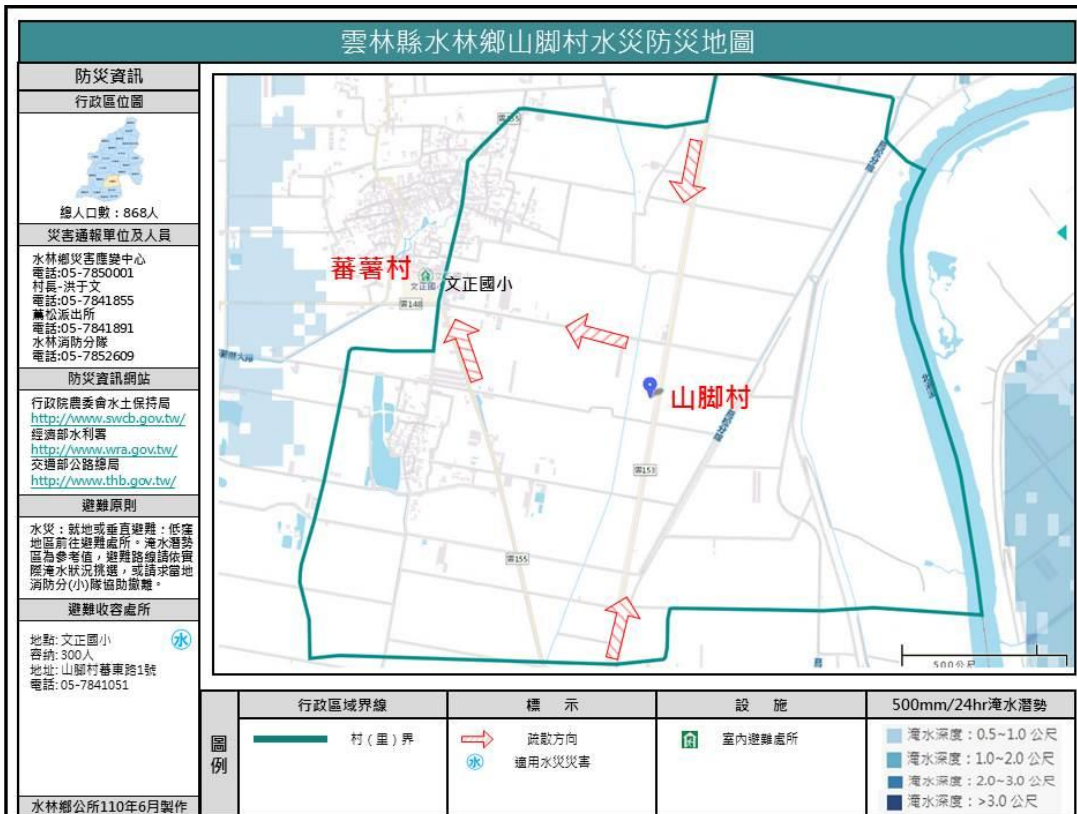 雲林縣水林鄉山腳村水災防災地圖
防災資訊
行政區位圖
總人口數：868人
災害通報單位及人員
水林鄉災害應變中心
電話:05-7850001
村長-洪于文
電話:05-7841855
蔦松派出所
電話:05-7841891
水林消防分隊
電話:05-7852609
防災資訊網站
行政院農委會水土保持局
http://www.swcb.gov.tw/
經濟部水利署
http://www.wra.gov.tw/
交通部公路總局
http://www.thb.gov.tw/
避難原則
水災：就地或垂直避難：低窪
地區前往避難處所。淹水潛勢
區為參考值，避難路線請依實
際淹水狀況挑選，或請求當地
消防分(小)隊協助撤離。
避難收容處所
地點: 文正國小
水
容納: 300人
地址: 山腳村蕃東路1號
電話: 05-7841051
水林鄉公所110年6月製作
蕃薯村
文正國小
雲148
山腳村
雲153
雲155
500公尺
圖例
行政區域界線
村（里）界
標 示
疏散方向
水
適用水災災害
設 施
室內避難處所
500mm/24hr淹水潛勢
淹水深度：0.5~1.0 公尺
淹水深度：1.0~2.0 公尺
淹水深度：2.0~3.0 公尺
淹水深度：>3.0 公尺